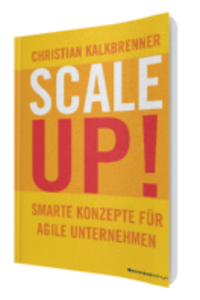 CHRISTIAN KALKBRENNER
SCALE
UP!
SMARTE KONZEPTE FÜR
AGILE UNTERNEHMEN